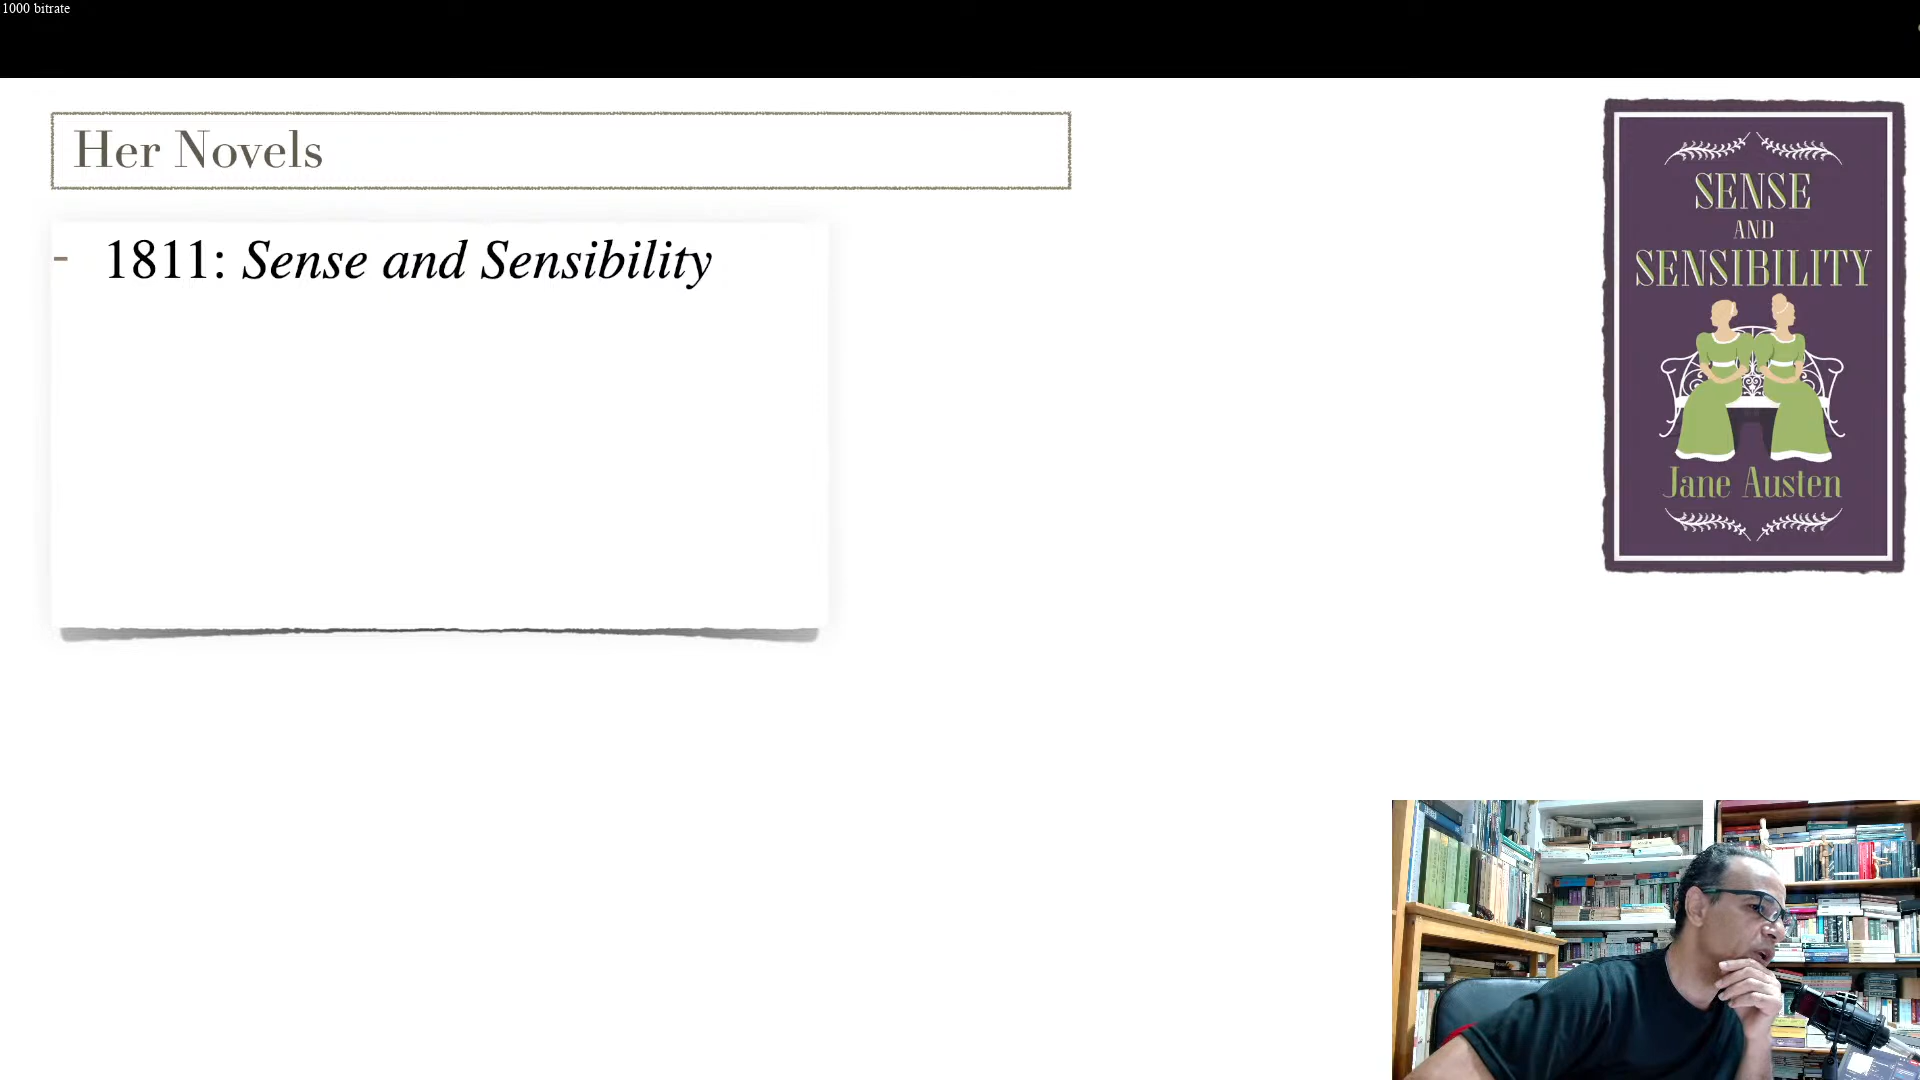 1000 bitrate
Her Novels
- 1811: Sense and Sensibility
SENSE
AND
SENSIBILITY
Jane Austen